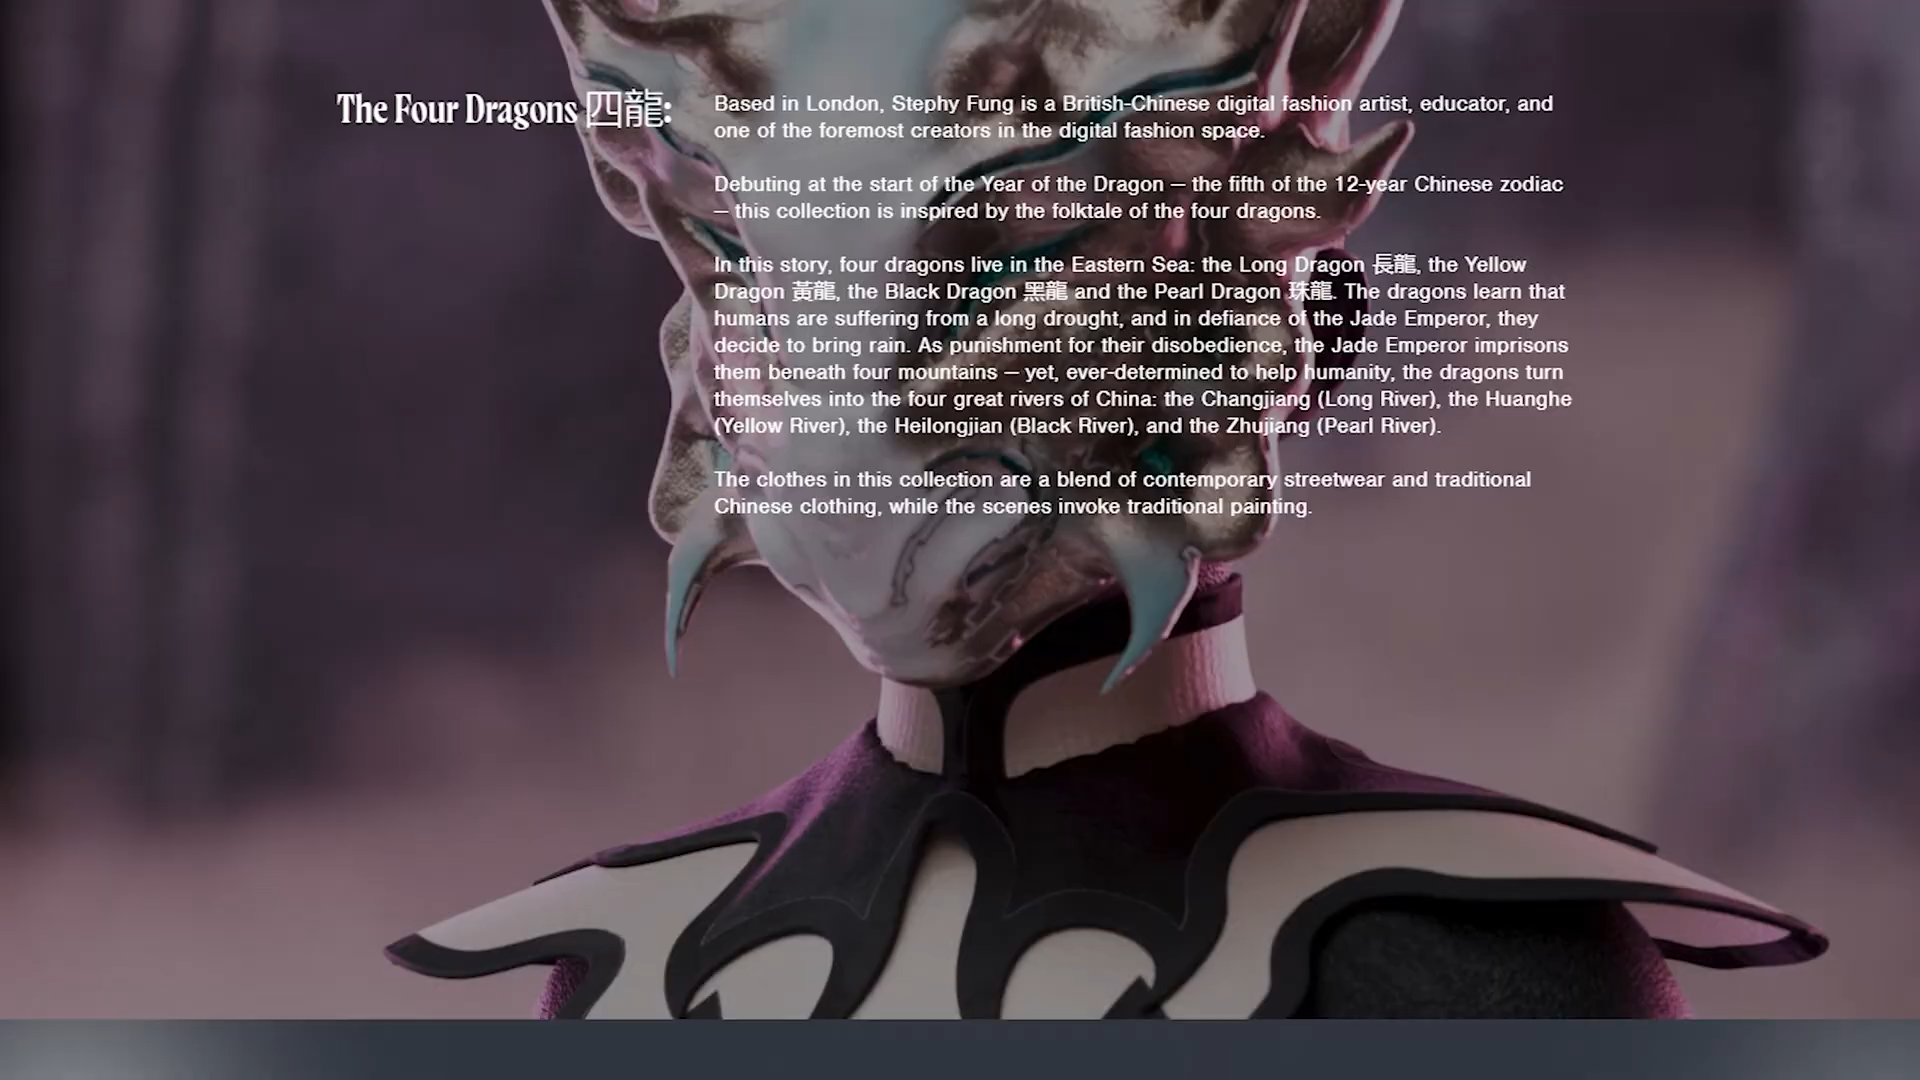 The Four Dragons 四龍:
Based in London, Stephy Fung is a British-Chinese digital fashion artist, educator, and
one of the foremost creators in the digital fashion space.
Debuting at the start of the Year of the Dragon — the fifth of the 12-year Chinese zodiac
— this collection is inspired by the folktale of the four dragons.
In this story, four dragons live in the Eastern Sea: the Long Dragon 長龍, the Yellow
Dragon 黃龍, the Black Dragon 黑龍 and the Pearl Dragon 珠龍. The dragons learn that
humans are suffering from a long drought, and in defiance of the Jade Emperor, they
decide to bring rain. As punishment for their disobedience, the Jade Emperor imprisons
them beneath four mountains — yet, ever-determined to help humanity, the dragons turn
themselves into the four great rivers of China: the Changjiang (Long River), the Huanghe
(Yellow River), the Heilongjian (Black River), and the Zhujiang (Pearl River).
The clothes in this collection are a blend of contemporary streetwear and traditional
Chinese clothing, while the scenes invoke traditional painting.